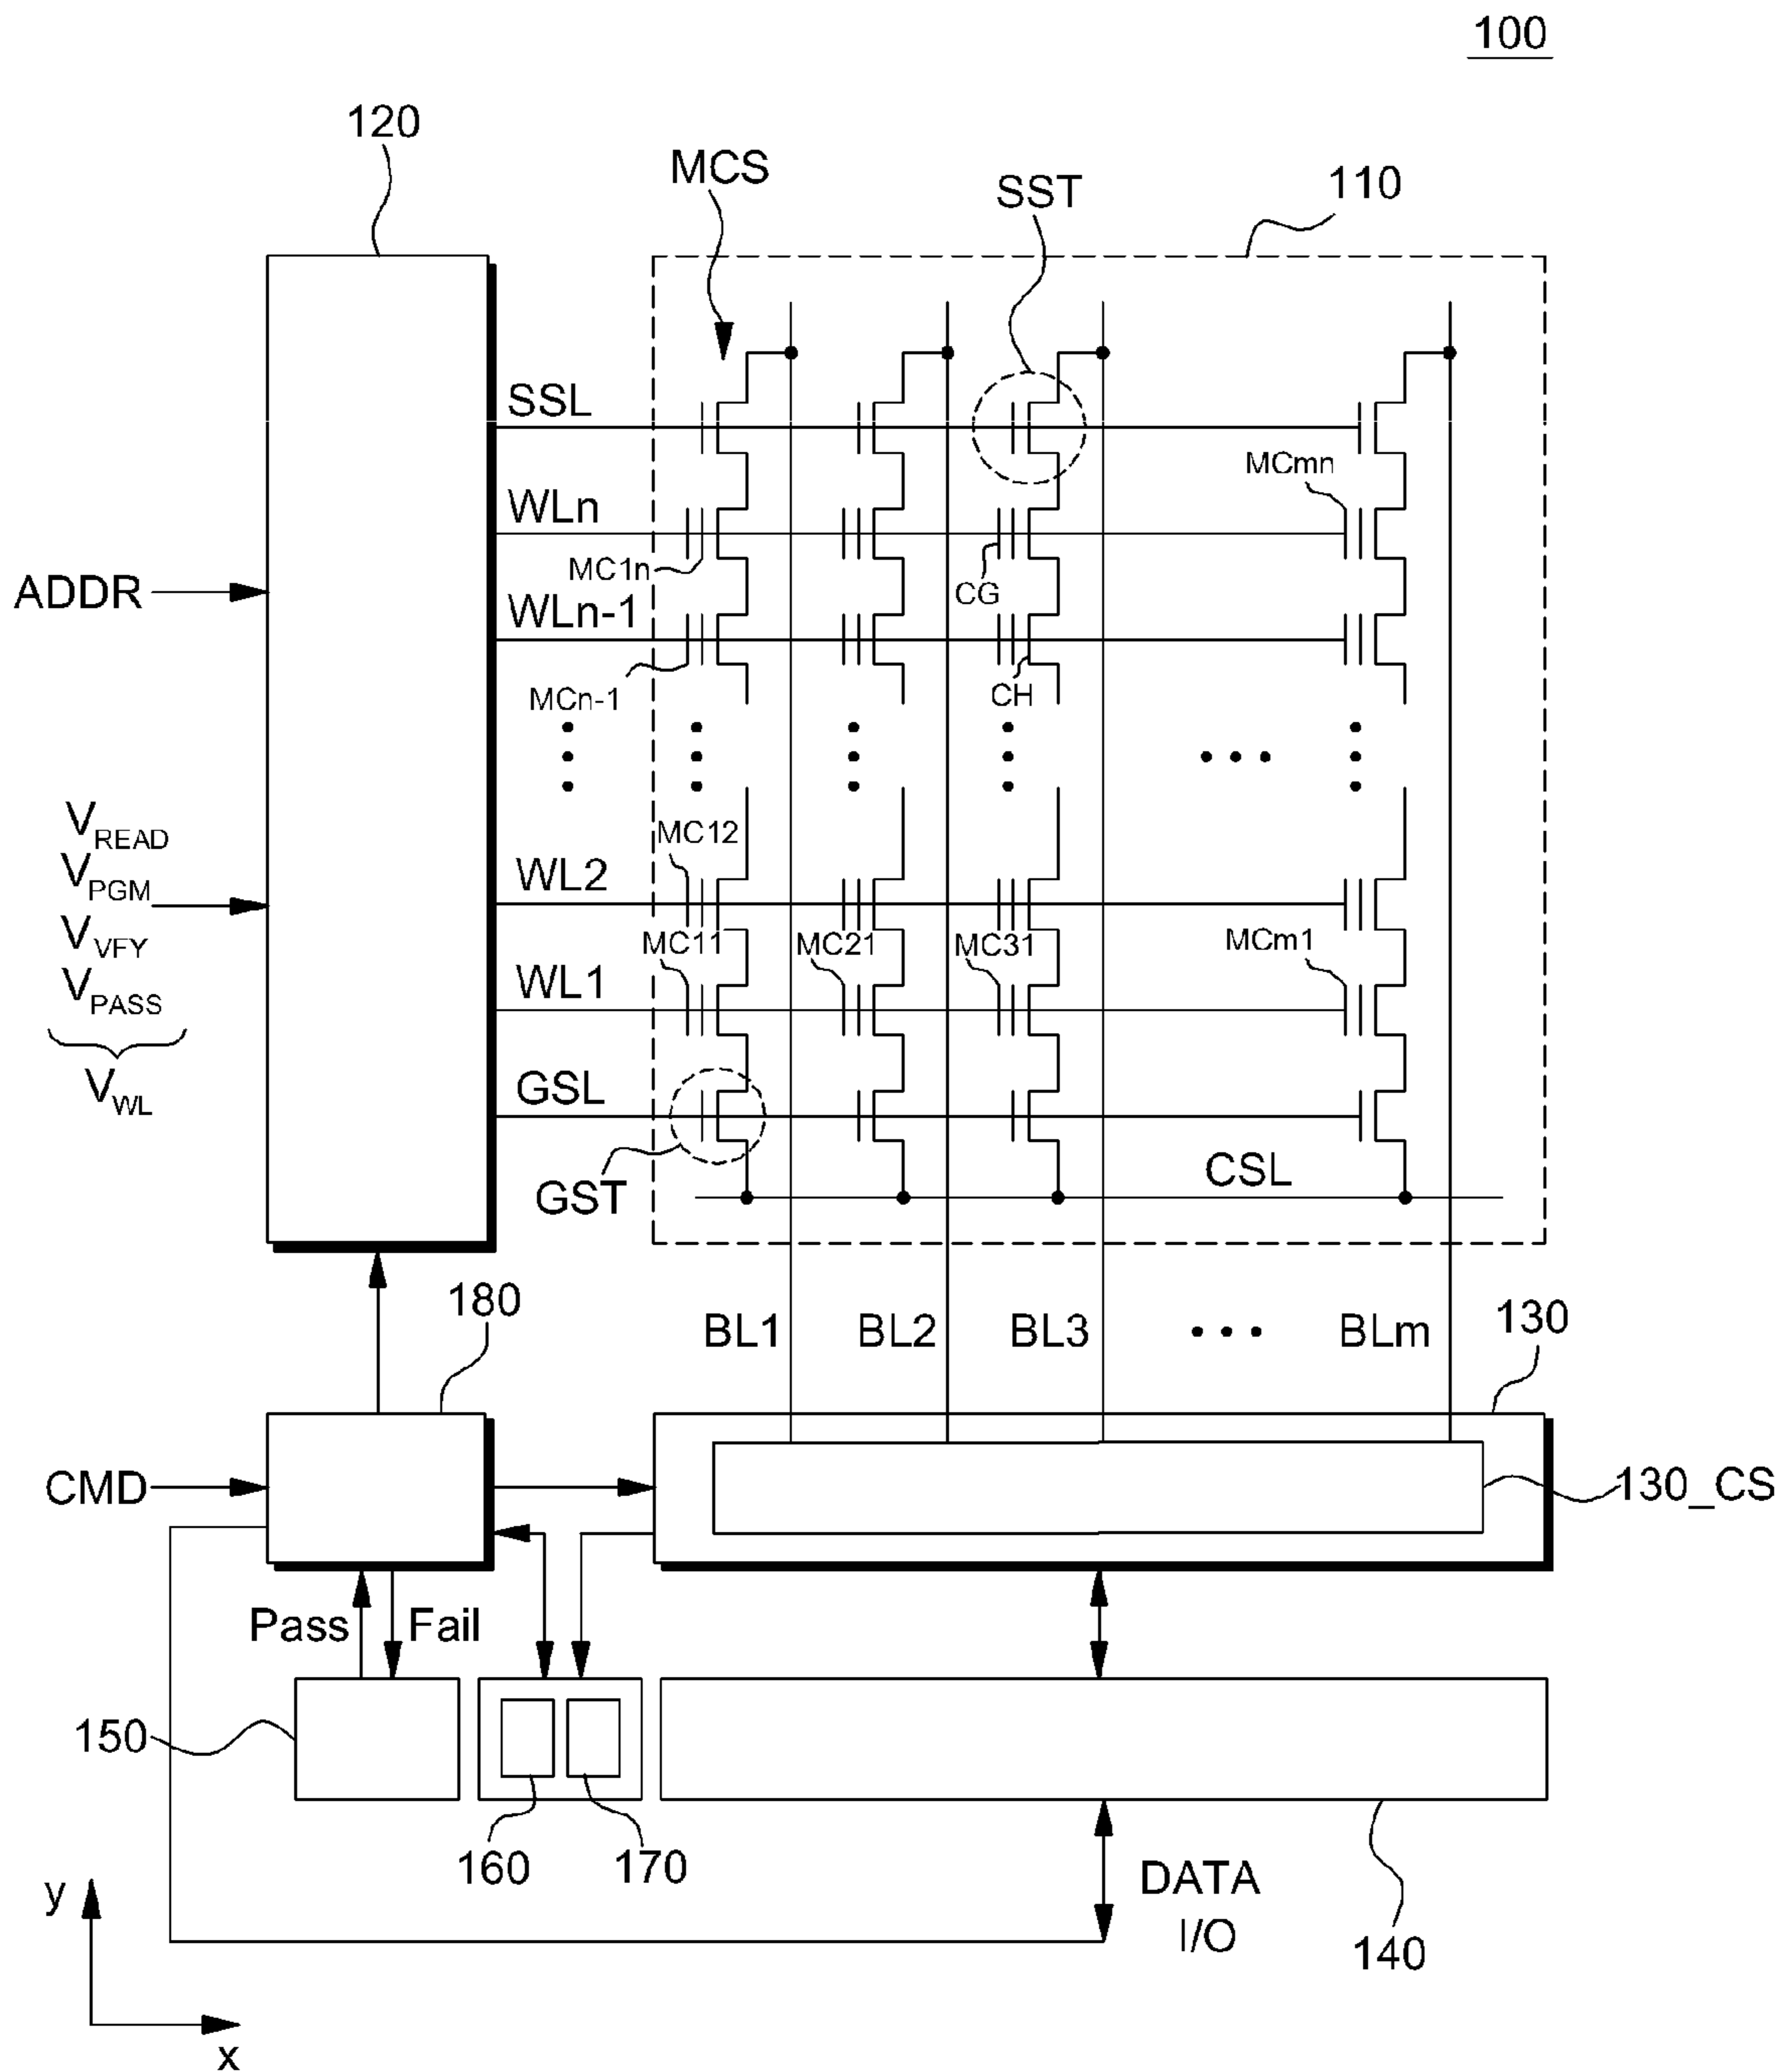 100
120
MCS
SST
110
SSL
MCmn
WLn
MC1n
CG
ADDR
WLn-1
MCn-1
CH
VREAD
MC12
VPGM
WL2
VVFY
MC11
MC21
MC31
MCm1
VPASS
WL1
VWL
GSL
GST
CSL
180
BL1
BL2
BL3
BLm
130
CMD
130_CS
Pass
Fail
150
160
170
DATA
I/O
140
y
x